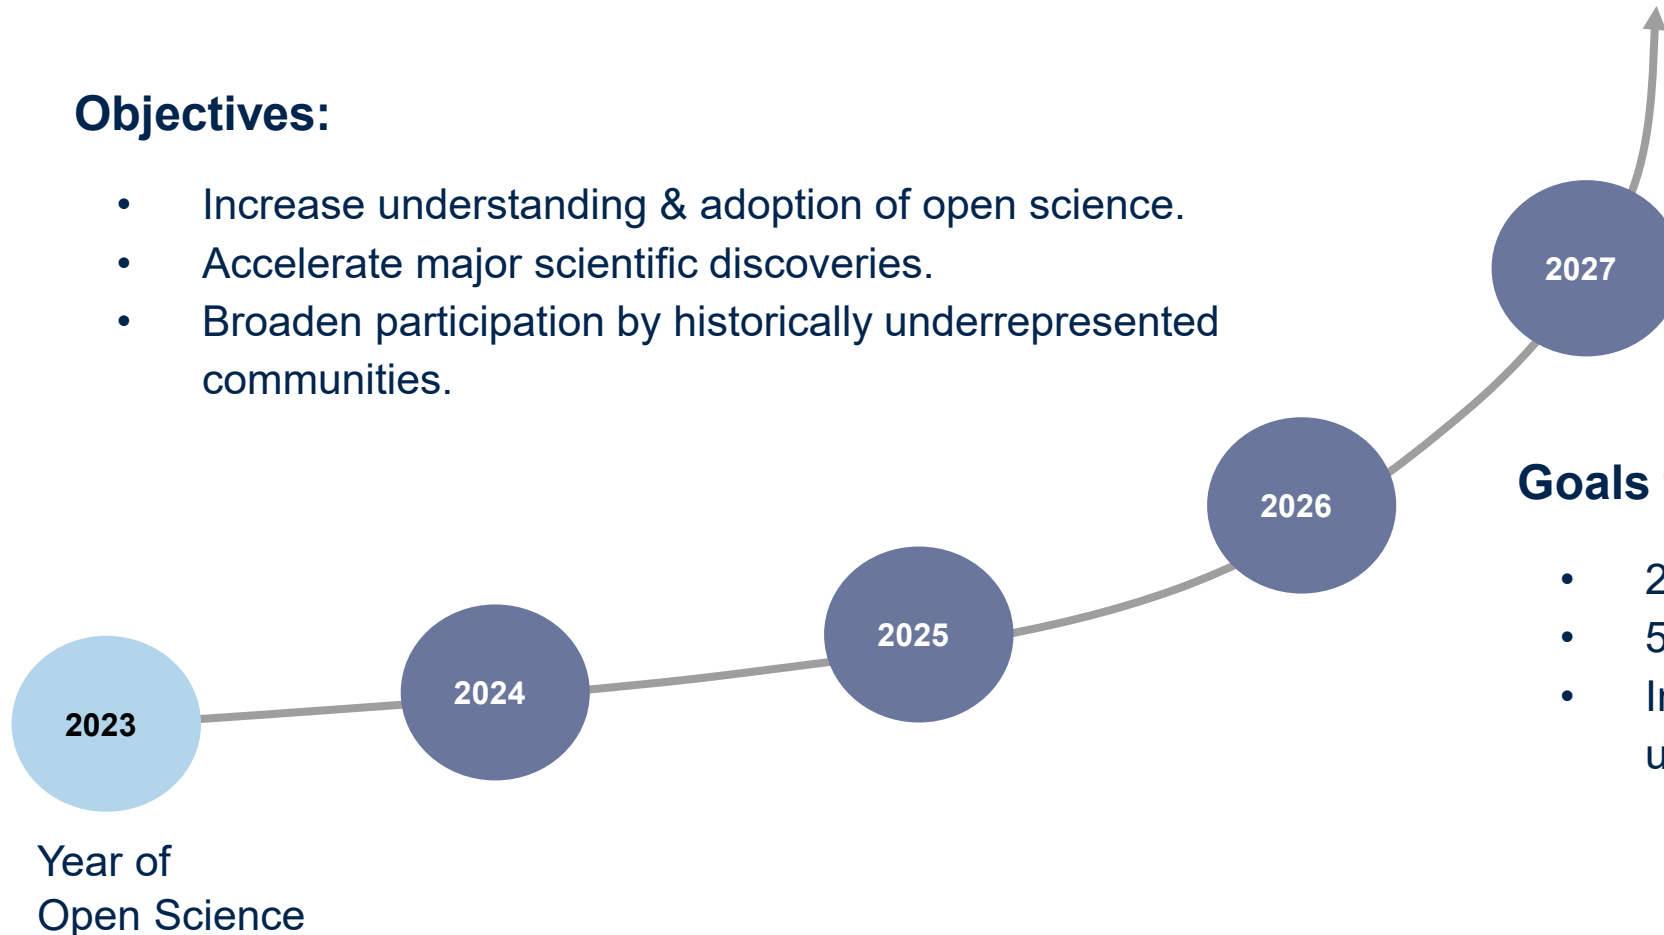 Objectives:
• Increase understanding & adoption of open science.
• Accelerate major scientific discoveries.
• Broaden participation by historically underrepresented
communities.
2027
2026
Goals
2025
2024
2023
• 2
• 5
•
Year of
Open Science